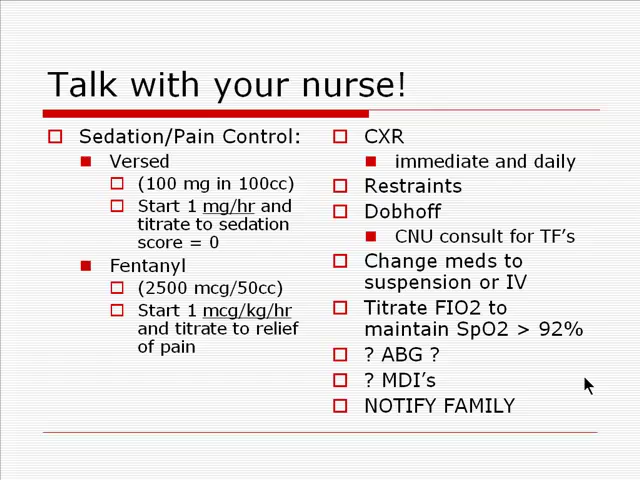 Talk with your nurse!
Sedation/Pain Control:
Versed
(100 mg in 100cc)
Start 1 mg/hr and
titrate to sedation
score = 0
Fentanyl
(2500 mcg/50cc)
Start 1 mcg/kg/hr
and titrate to relief
of pain
CXR
immediate and daily
Restraints
Dobhoff
CNU consult for TF's
Change meds to
suspension or IV
Titrate FIO2 to
maintain SpO2 > 92%
? ABG ?
? MDI's
NOTIFY FAMILY